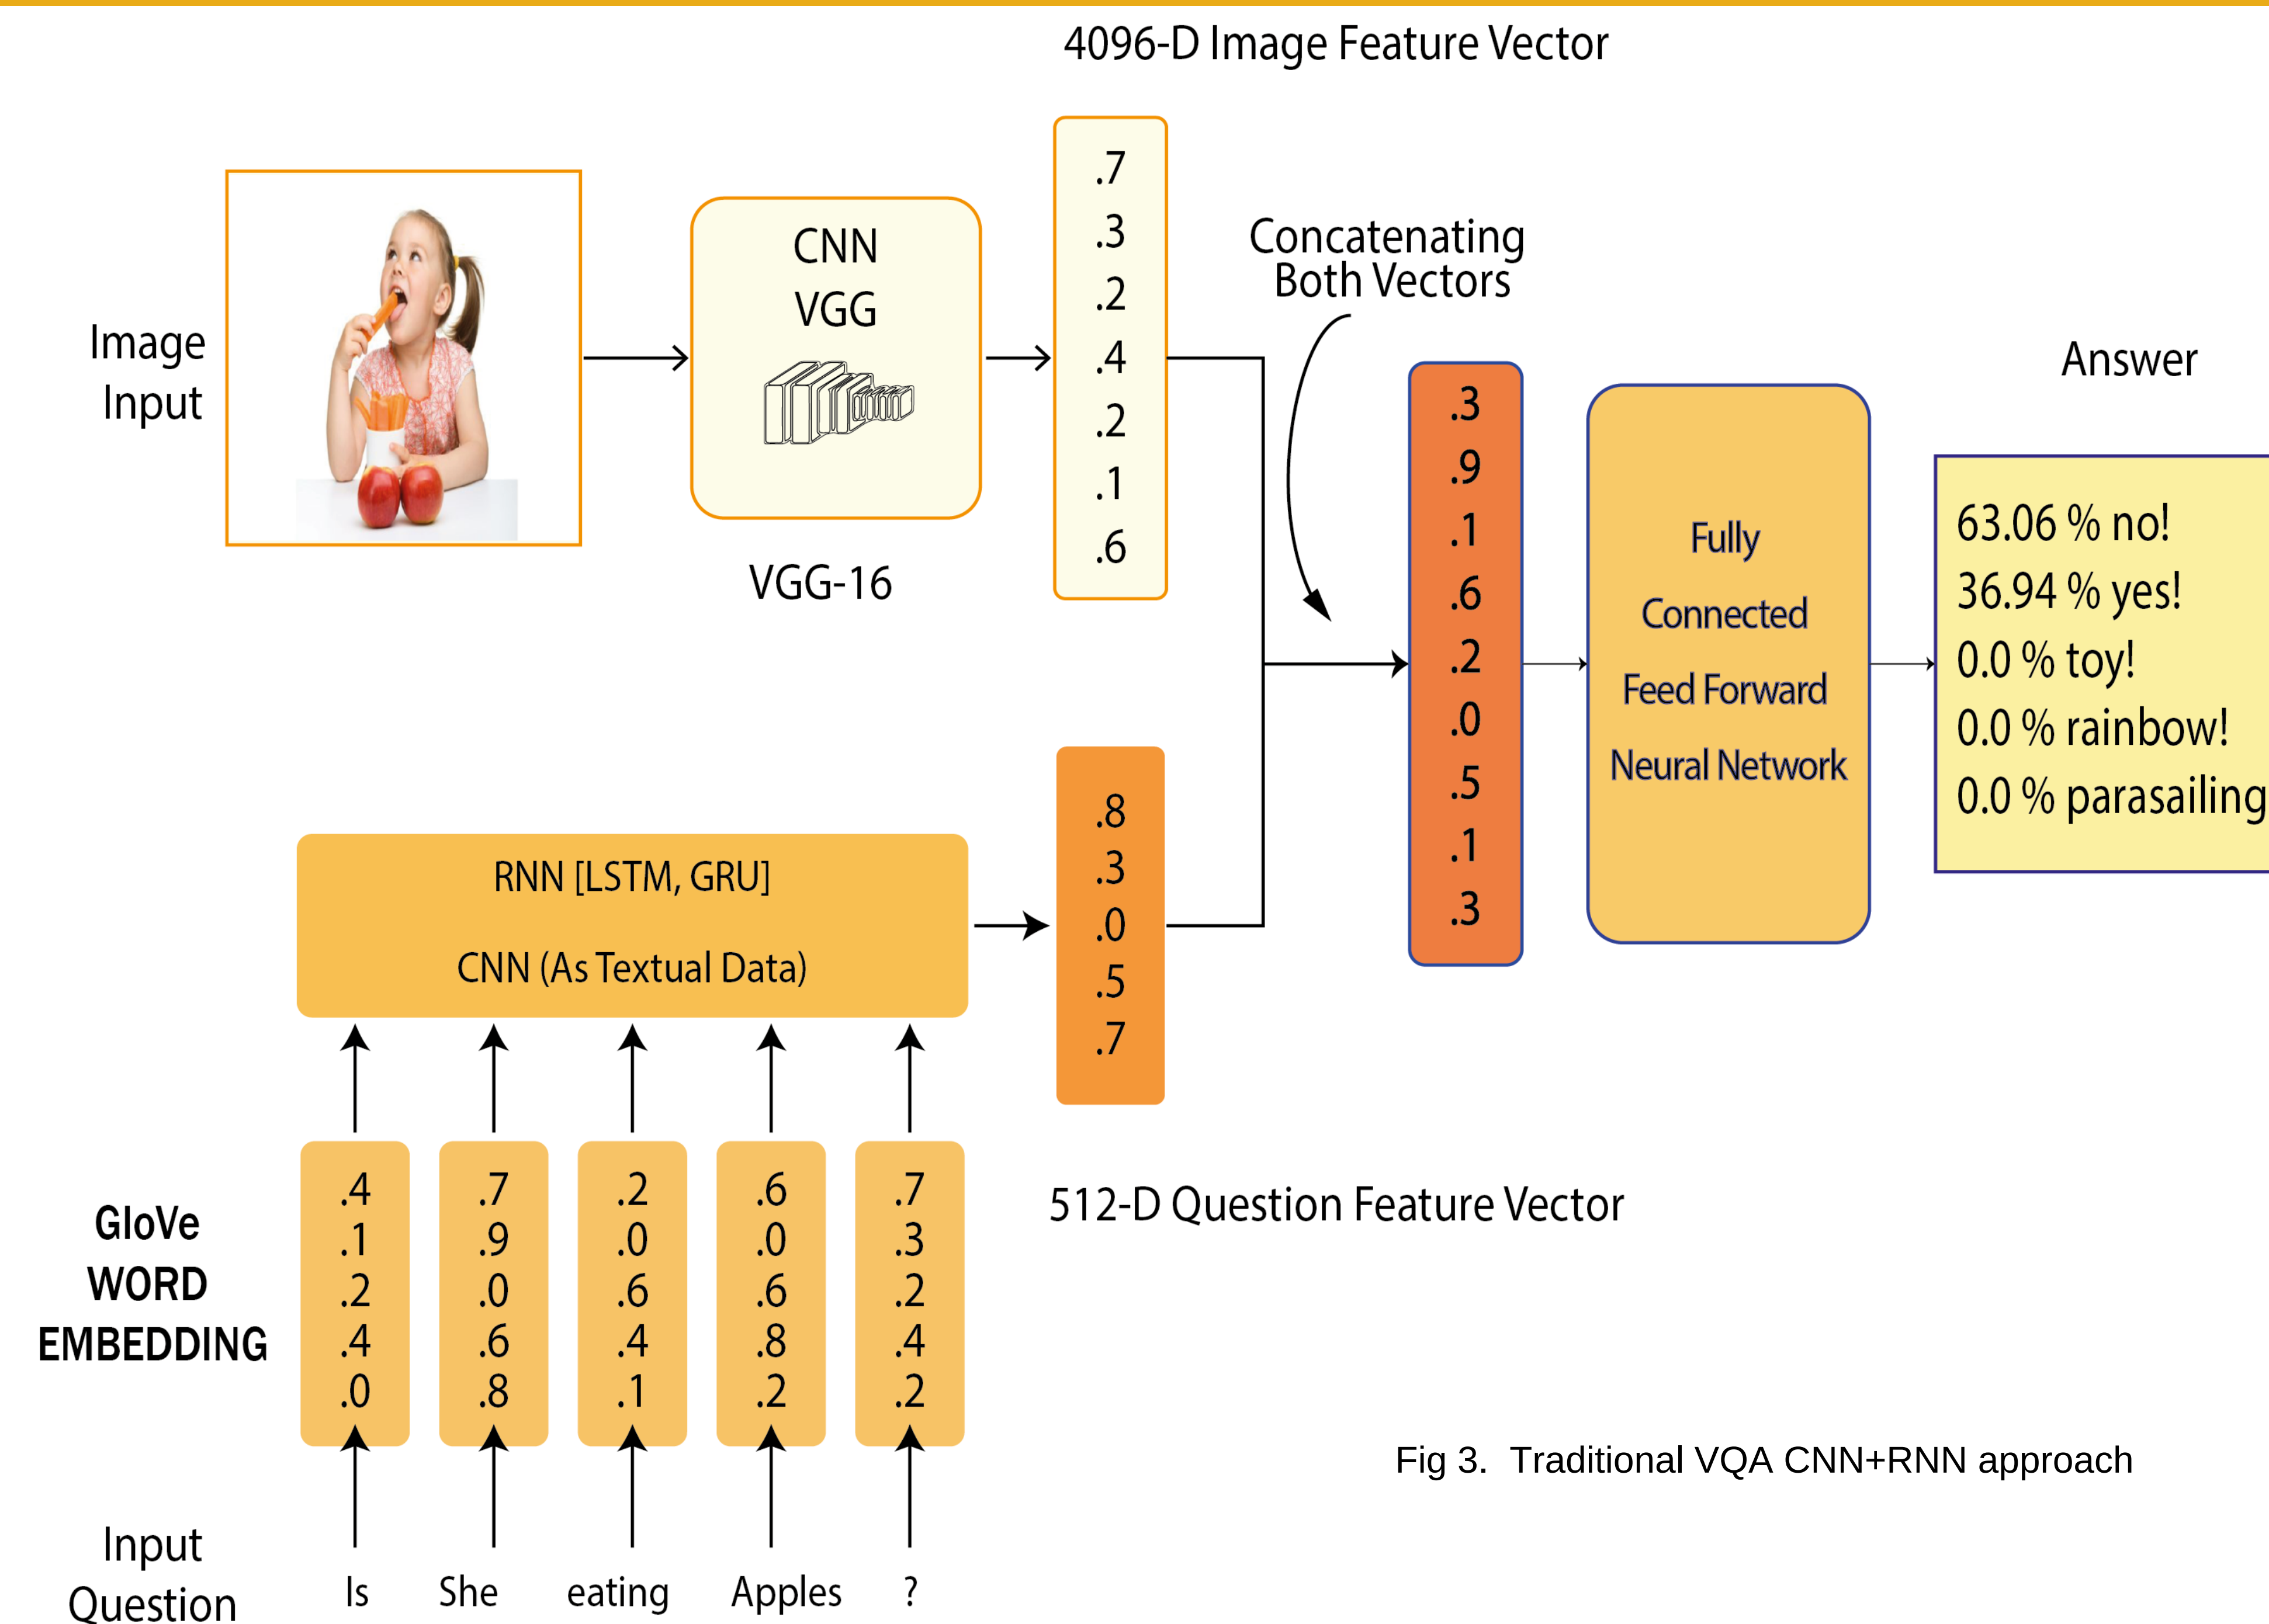 4096-D Image Feature Vector
Image
Input
CNN
VGG
VGG-16
.7
.3
.2
.4
.2
.1
.6
Concatenating
Both Vectors
.3
.9
.1
.6
.2
.0
.5
.1
.3
Fully
Connected
Feed Forward
Neural Network
Answer
63.06 % no!
36.94 % yes!
0.0 % toy!
0.0 % rainbow!
0.0 % parasailing
RNN [LSTM, GRU]
CNN (As Textual Data)
.8
.3
.0
.5
.7
512-D Question Feature Vector
GloVe
WORD
EMBEDDING
.4 .7 .2 .6 .7
.1 .9 .0 .0 .3
.2 .0 .6 .6 .2
.4 .6 .4 .8 .4
.0 .8 .1 .2 .2
Input
Question
Is She eating Apples ?
Fig 3. Traditional VQA CNN+RNN approach